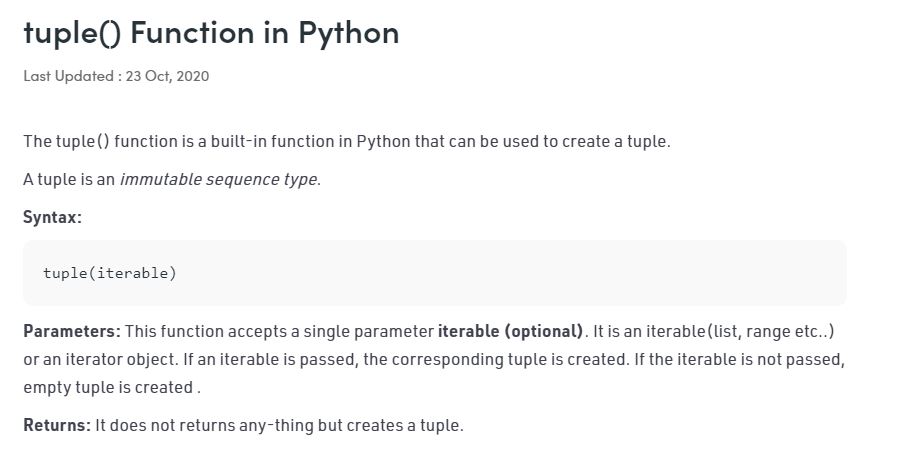 tuple() Function in Python
Last Updated : 23 Oct, 2020
The tuple() function is a built-in function in Python that can be used to create a tuple.
A tuple is an immutable sequence type.
Syntax:
tuple(iterable)
Parameters: This function accepts a single parameter iterable (optional). It is an iterable(list, range etc..)
or an iterator object. If an iterable is passed, the corresponding tuple is created. If the iterable is not passed,
empty tuple is created .
Returns: It does not returns any-thing but creates a tuple.